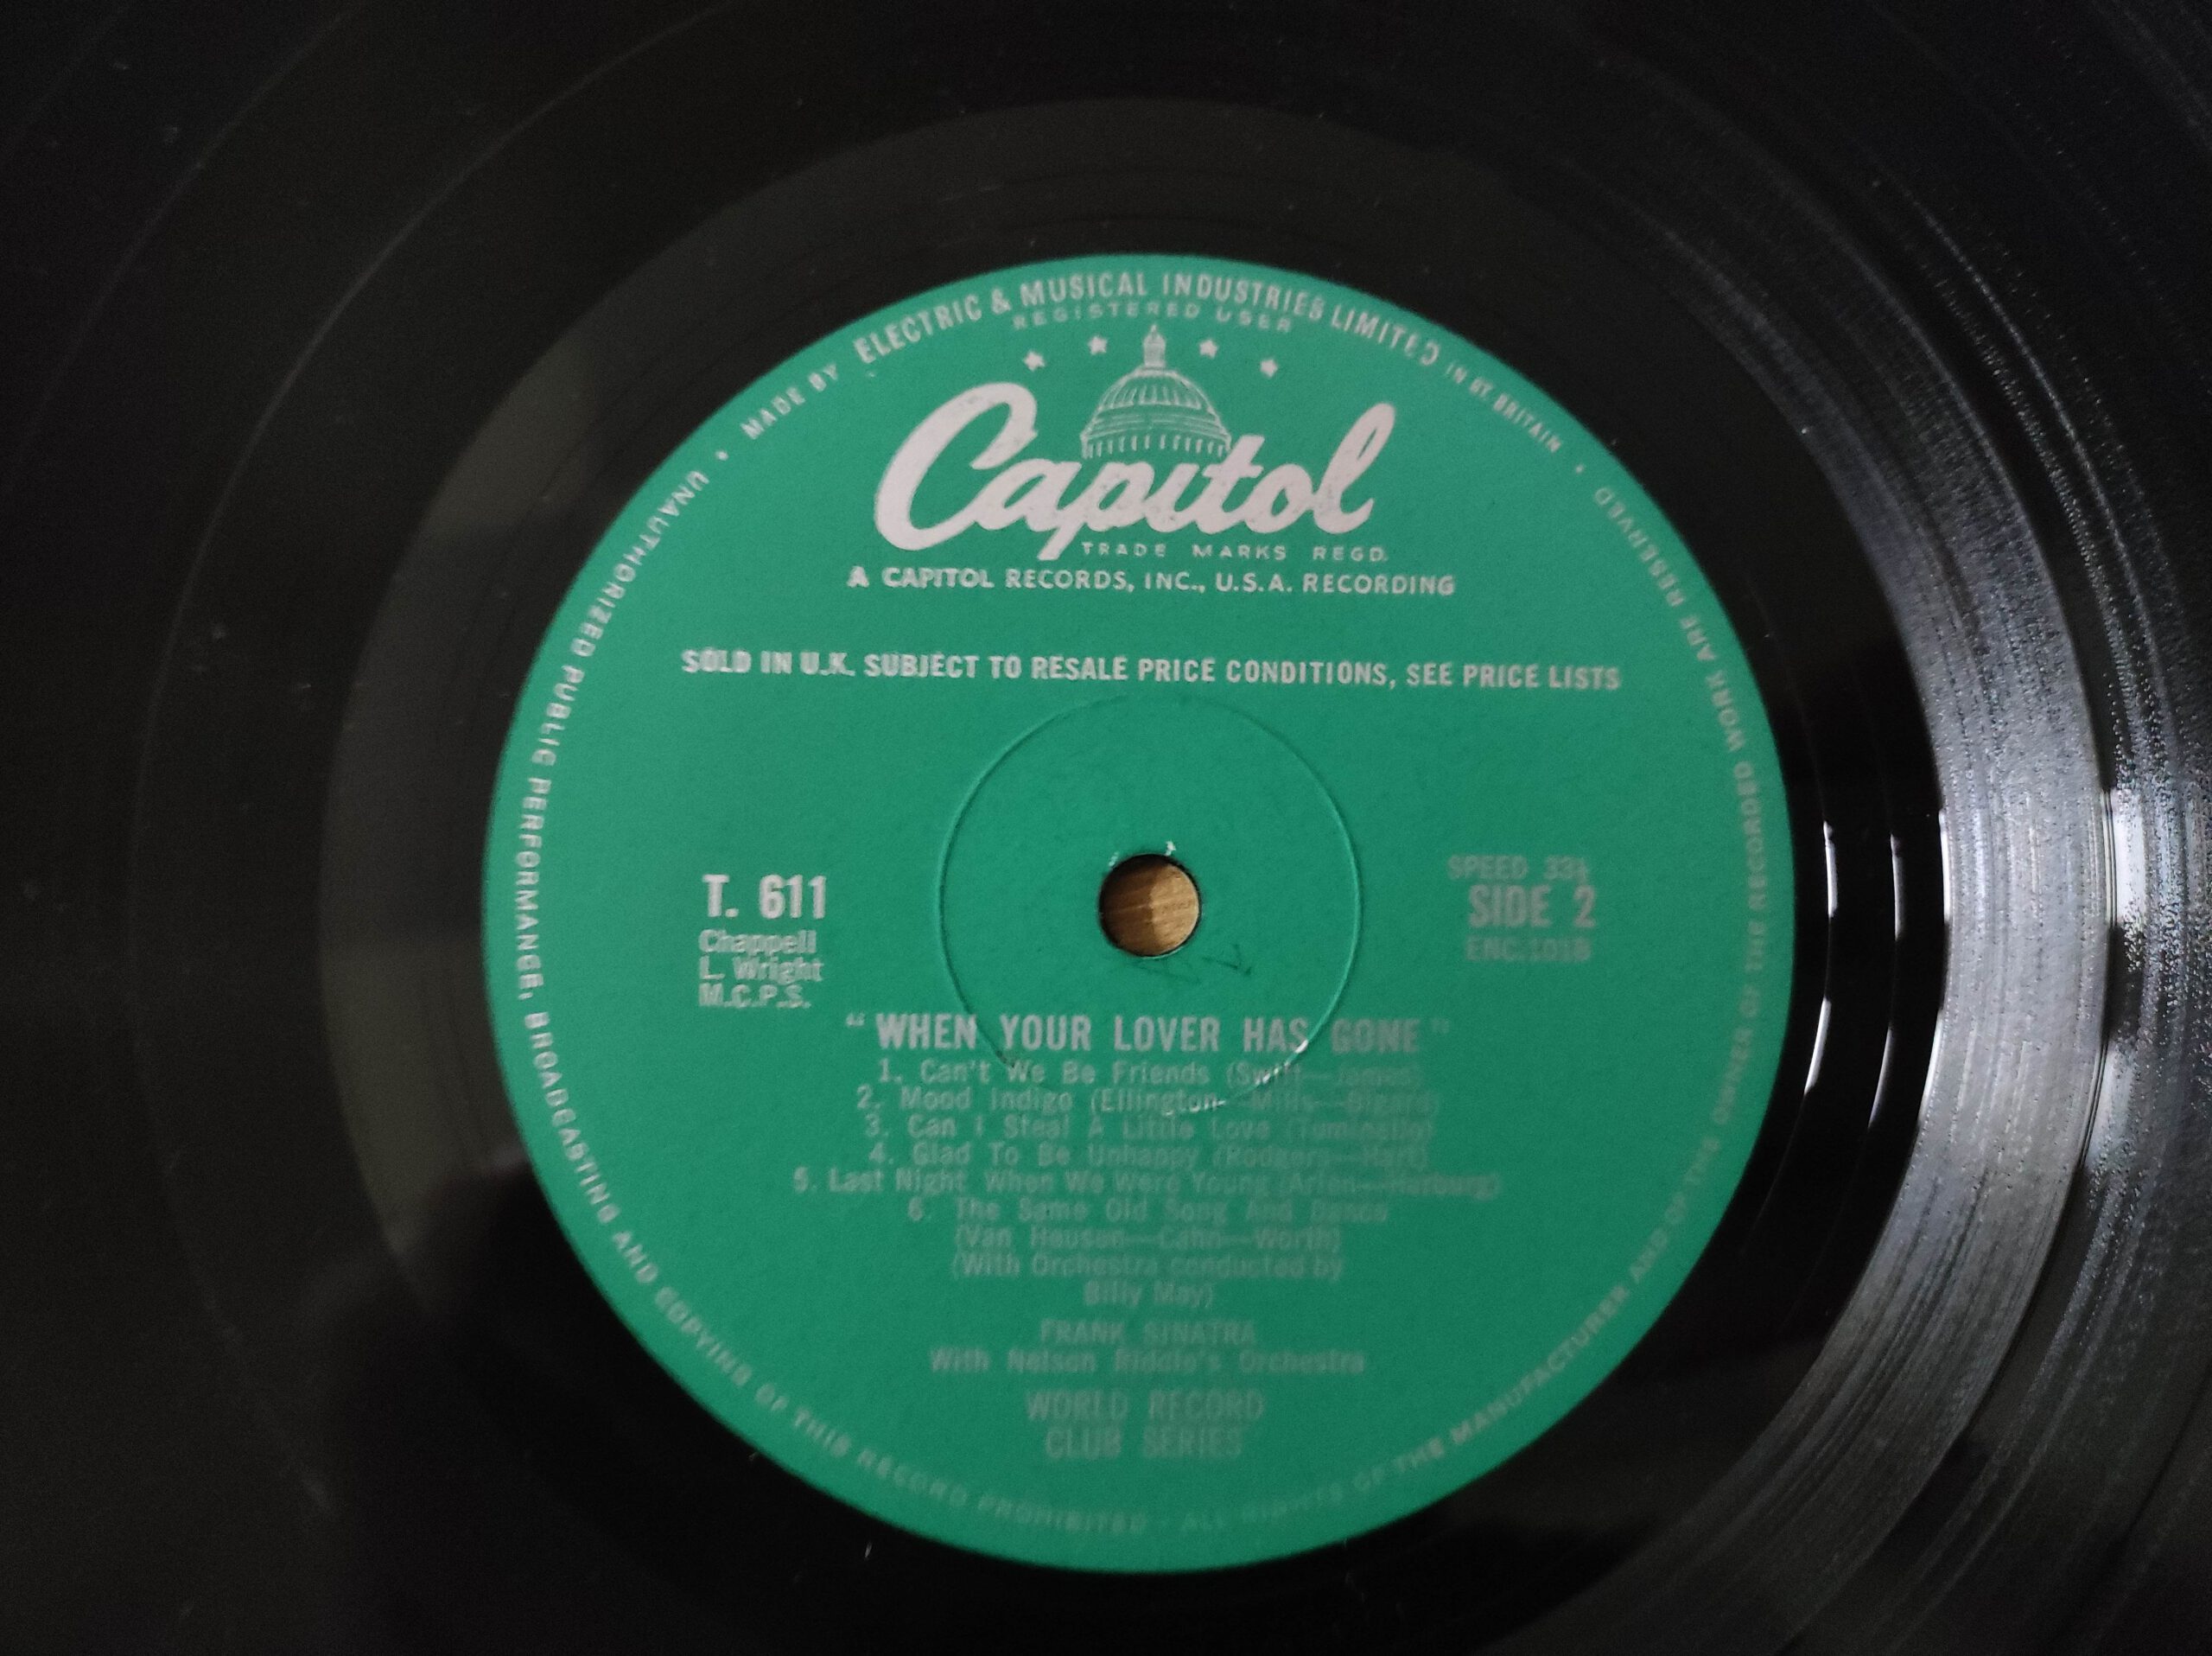 MADE BY ELECTRIC & MUSICAL INDUSTRIES LIMITED IN GT. BRITAIN •
REGISTERED USER
Capitol
TRADE MARKS REGD.
A CAPITOL RECORDS, INC., U.S.A. RECORDING
SOLD IN U.K. SUBJECT TO RESALE PRICE CONDITIONS, SEE PRICE LISTS
T. 611
Chappell
L. Wright
M.C.P.S.
SPEED 33⅓
SIDE 2
ENC.101B
"WHEN YOUR LOVER HAS GONE"
1. Can't We Be Friends (Swift—James)
2. Mood Indigo (Ellington—Mills—Bigard)
3. Can I Steal A Little Love (Tuminello)
4. Glad To Be Unhappy (Rodgers—Hart)
5. Last Night When We Were Young (Arlen—Harburg)
6. The Same Old Song And Dance
(Van Heusen—Cahn—Worth)
(With Orchestra conducted by
Billy May)
FRANK SINATRA
With Nelson Riddle's Orchestra
WORLD RECORD
CLUB SERIES
• UNAUTHORIZED PUBLIC PERFORMANCE, BROADCASTING AND COPYING OF THIS RECORD PROHIBITED - ALL RIGHTS OF THE MANUFACTURER AND OF THE OWNER OF THE RECORDED WORK ARE RESERVED